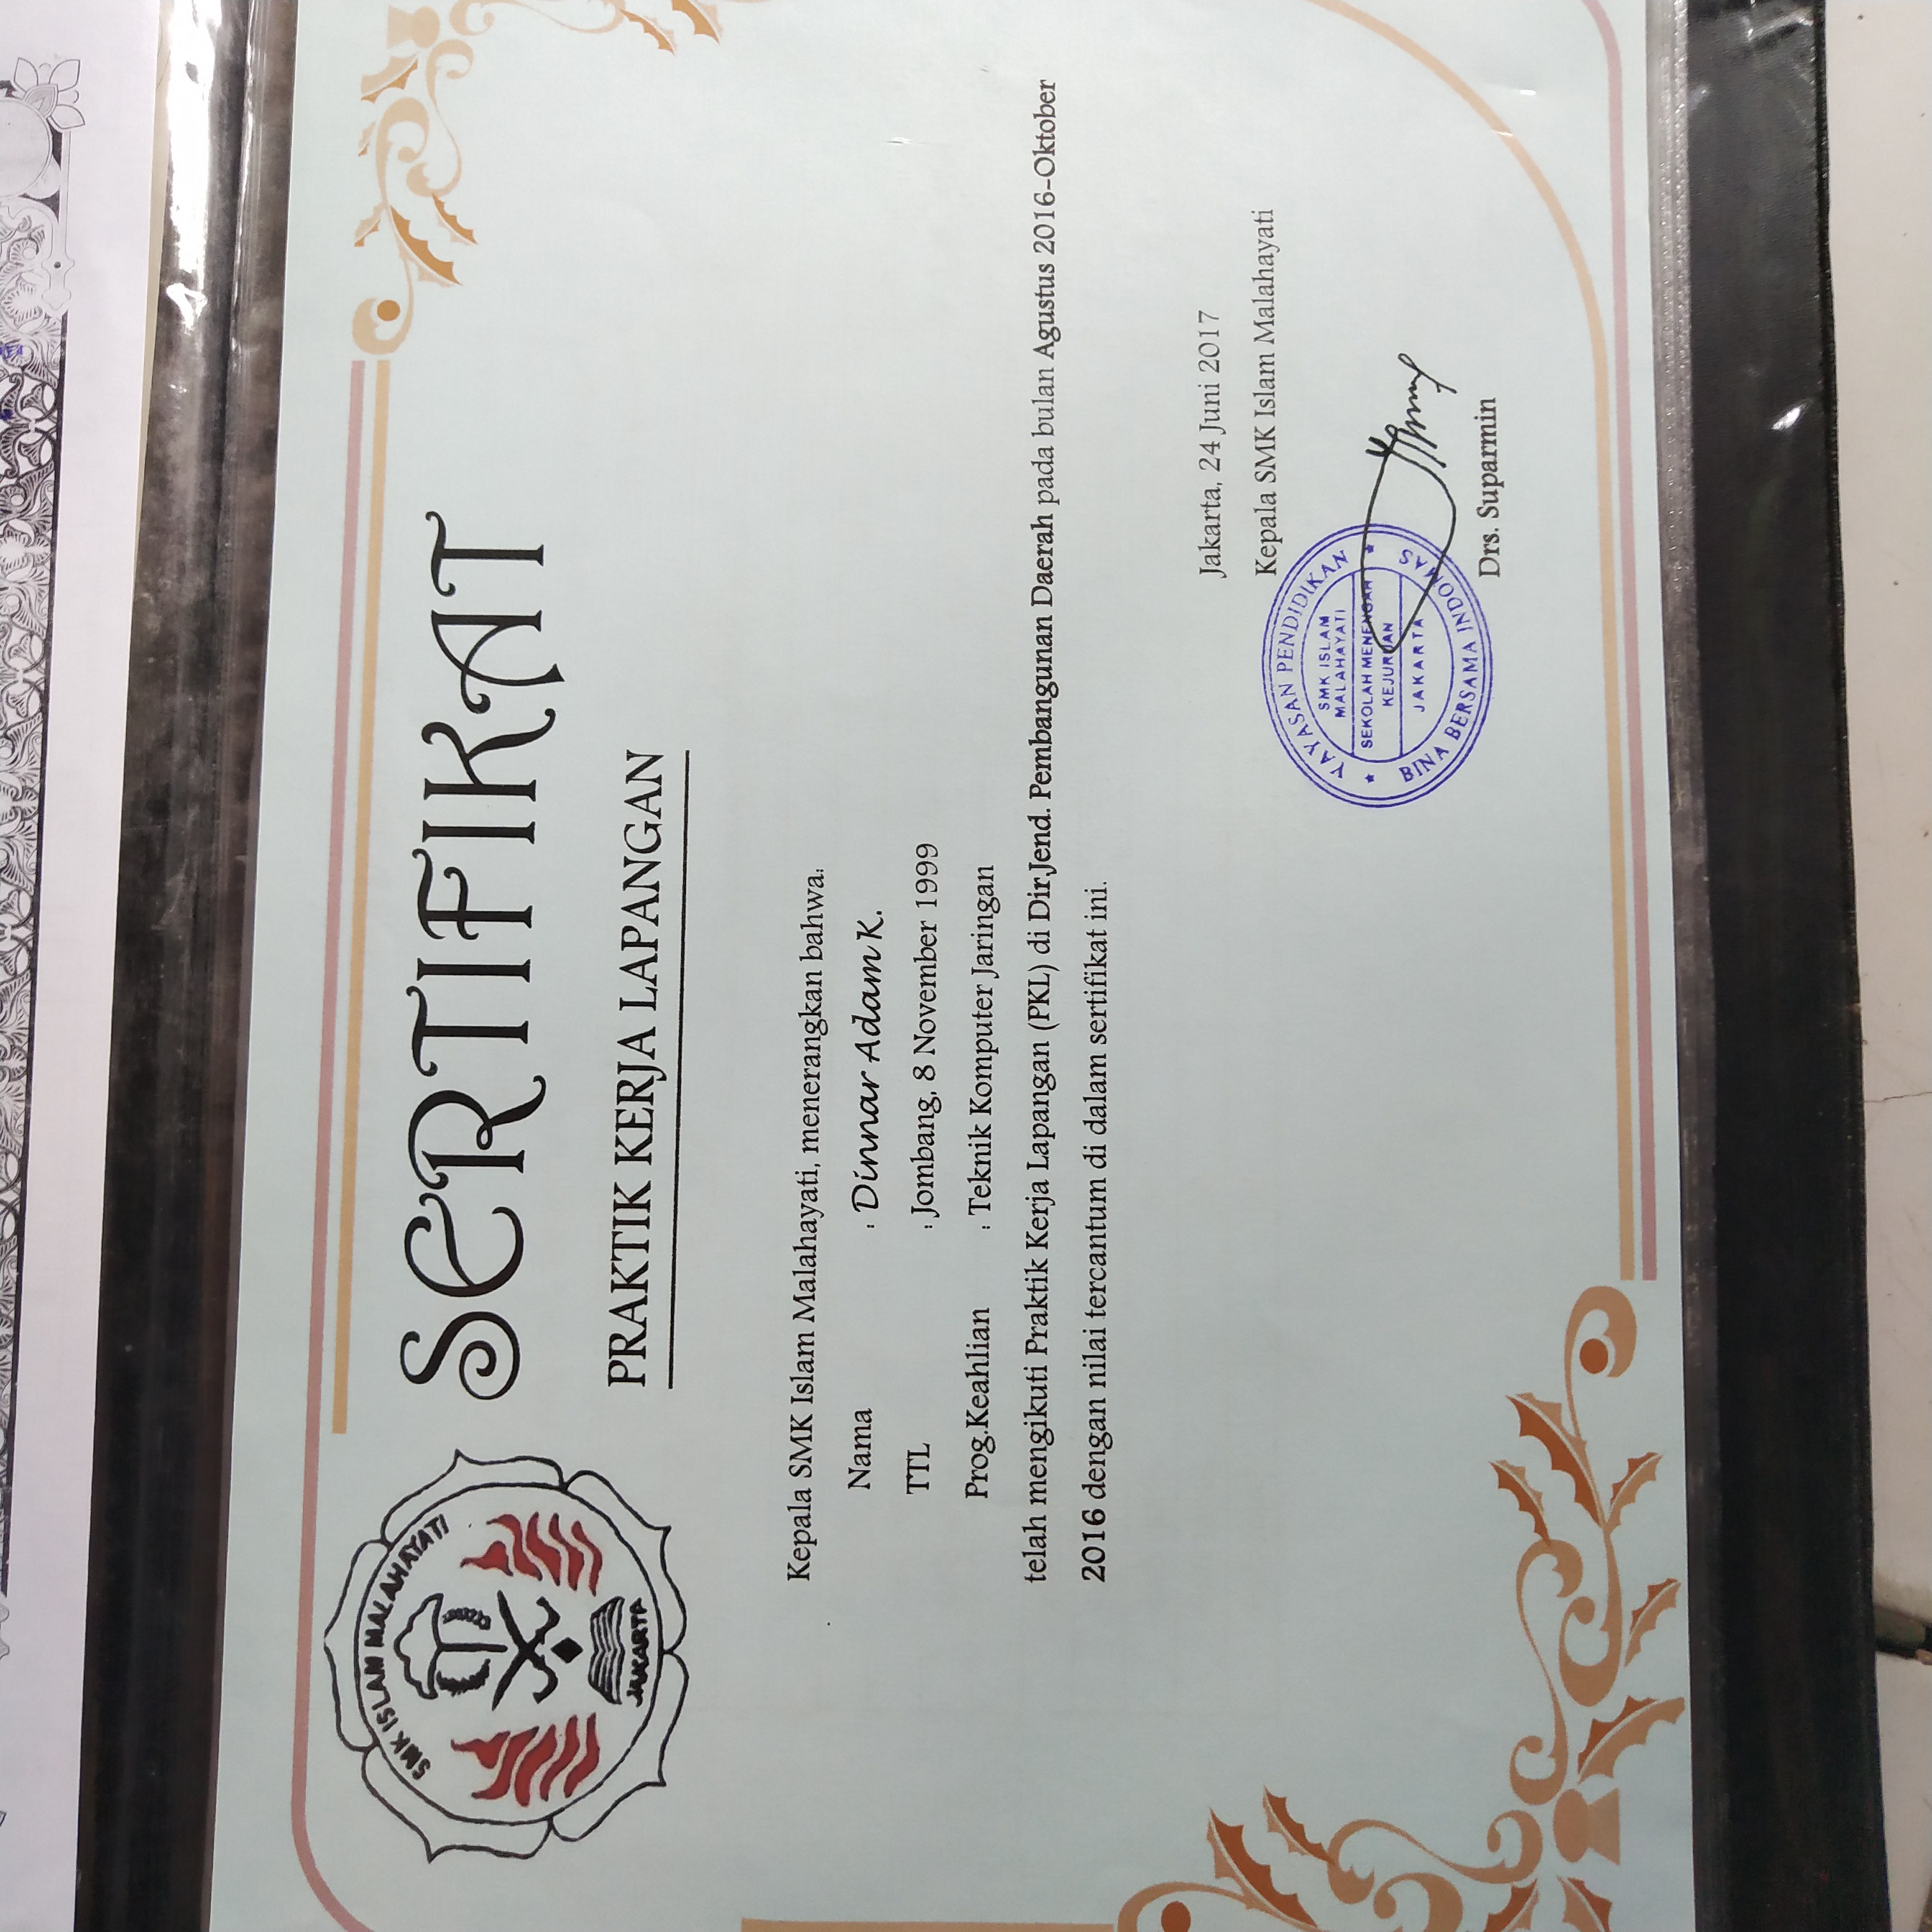 SMK ISLAM MALAHAYATI
JAKARTA
SERTIFIKAT
PRAKTIK KERJA LAPANGAN
Kepala SMK Islam Malahayati, menerangkan bahwa:
Nama : Dinnar Adam K.
TTL : Jombang, 8 November 1999
Prog.Keahlian : Teknik Komputer Jaringan
telah mengikuti Praktik Kerja Lapangan (PKL) di DirJend. Pembangunan Daerah pada bulan Agustus 2016-Oktober
2016 dengan nilai tercantum di dalam sertifikat ini.
Jakarta, 24 Juni 2017
Kepala SMK Islam Malahayati
YAYASAN PENDIDIKAN
SMK ISLAM
MALAHAYATI
SEKOLAH MENENGAH
KEJURUAN
JAKARTA
BINA BERSAMA INDOMAS
Drs. Suparmin